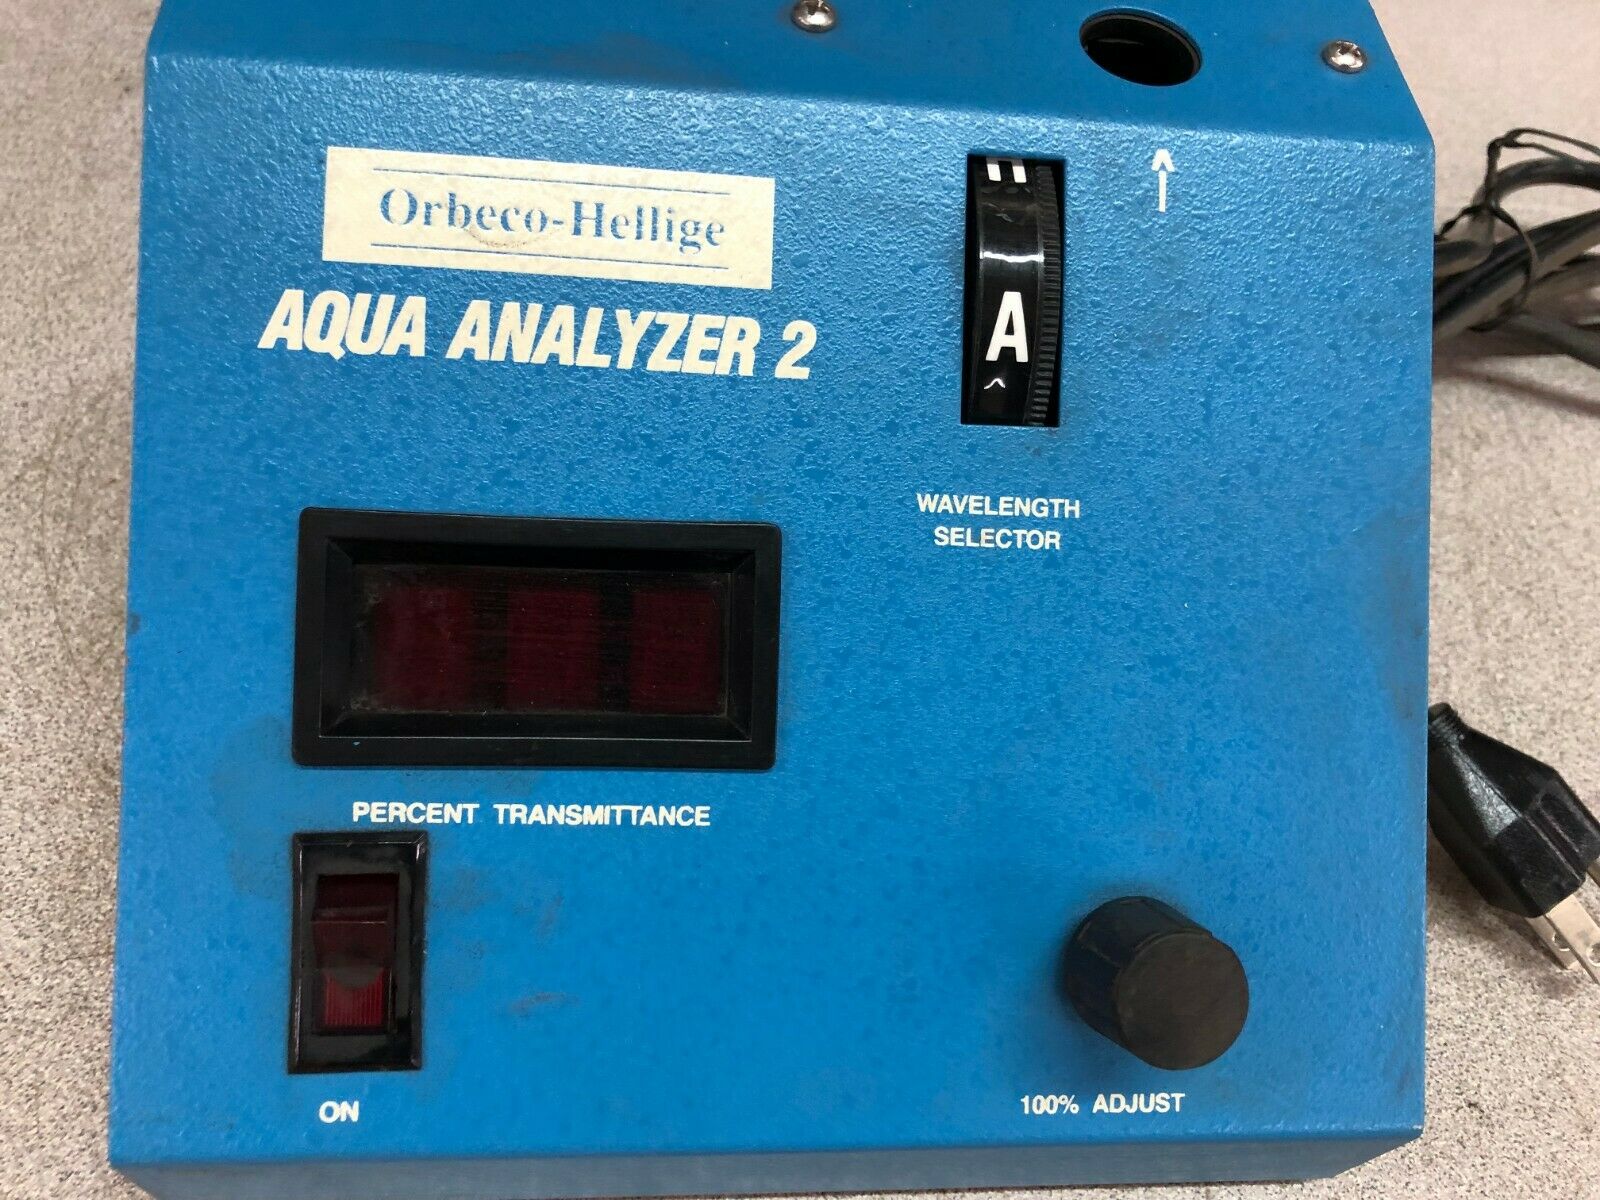 Orbeco-Hellige
AQUA ANALYZER 2
A
WAVELENGTH
SELECTOR
PERCENT TRANSMITTANCE
ON
100% ADJUST